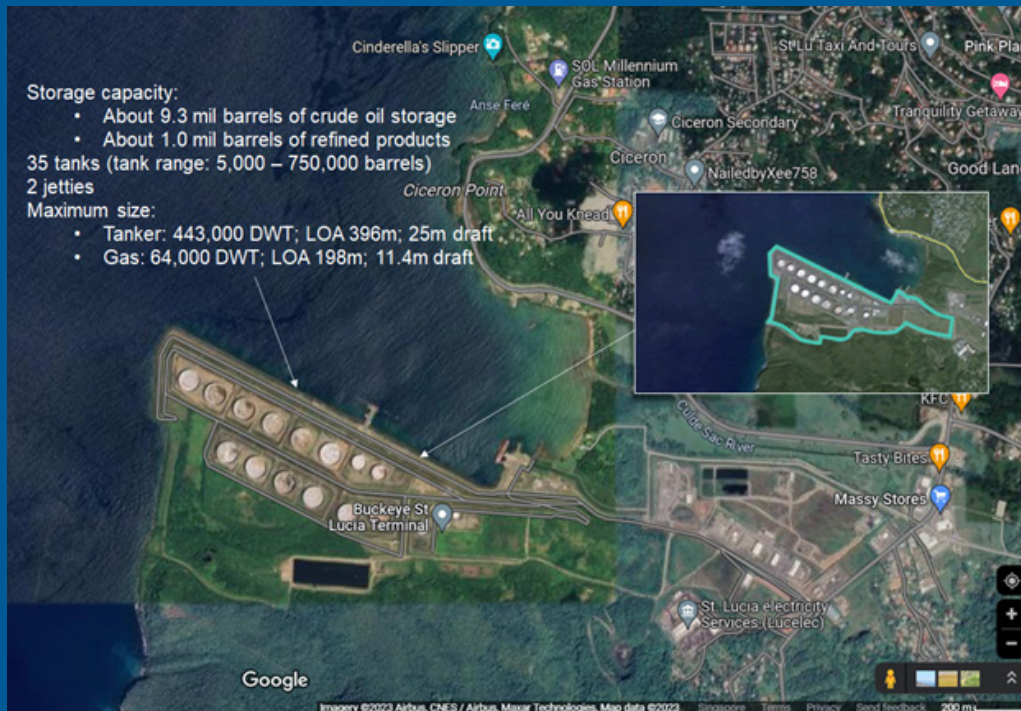 Cinderella's Slipper
St.Lu Taxi And Tours
Pink Pla
SOL Millennium
Gas Station
Storage capacity:
• About 9.3 mil barrels of crude oil storage
• About 1.0 mil barrels of refined products
35 tanks (tank range: 5,000 – 750,000 barrels)
2 jetties
Maximum size:
• Tanker: 443,000 DWT; LOA 396m; 25m draft
• Gas: 64,000 DWT; LOA 198m; 11.4m draft
Anse Feré
Tranquility Getaway
Ciceron Secondary
Ciceron
NailedbyXee758
Good Land
Ciceron Point
All You Knead
KFC
Culde Sac River
Tasty Bites
Massy Stores
Buckeye St
Lucia Terminal
St. Lucia electricity
Services (Lucelec)
Google
Imagery ©2023 Airbus, CNES / Airbus, Maxar Technologies, Map data ©2023 Singapore Terms Privacy Send feedback 200 m